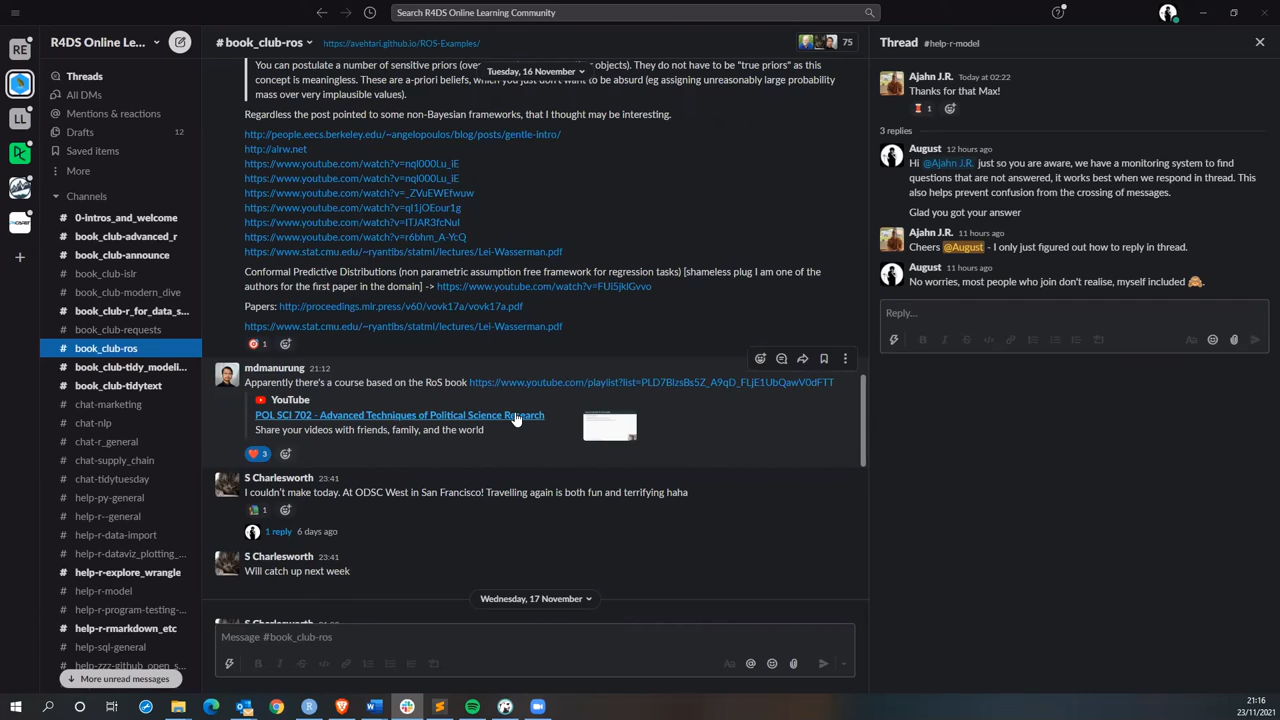 Search R4DS Online Learning Community
RE
LL
R4DS Online Le...
Threads
All DMs
Mentions & reactions
Drafts
12
Saved items
More
Channels
# 0-intros_and_welcome
# book_club-advanced_r
# book_club-announce
# book_club-islr
# book_club-modern_dive
# book_club-r_for_data_s...
# book_club-requests
# book_club-ros
# book_club-tidy_modeli...
# book_club-tidytext
# chat-marketing
# chat-nlp
# chat-r_general
# chat-supply_chain
# chat-tidytuesday
# help-py-general
# help-r--general
# help-r-data-import
# help-r-dataviz_plotting_...
# help-r-explore_wrangle
# help-r-model
# help-r-program-testing-...
# help-r-rmarkdown_etc
# help-sql-general
# help-zzz-github_open_s...
More unread messages
# book_club-ros
https://avehtari.github.io/ROS-Examples/
75
You can postulate a number of sensitive priors (over
objects). They do not have to be "true priors" as this
Tuesday, 16 November
concept is meaningless. These are a-priori beliefs, which you just don't want to be absurd (eg assigning unreasonably large probability
mass over very implausible values).
Regardless the post pointed to some non-Bayesian frameworks, that I thought may be interesting.
http://people.eecs.berkeley.edu/~angelopoulos/blog/posts/gentle-intro/
http://alrw.net
https://www.youtube.com/watch?v=nql000Lu_iE
https://www.youtube.com/watch?v=nql000Lu_iE
https://www.youtube.com/watch?v=_ZVuEWEfwuw
https://www.youtube.com/watch?v=qI1jOEour1g
https://www.youtube.com/watch?v=lTJAR3fcNuI
https://www.youtube.com/watch?v=r6bhm_A-YcQ
https://www.stat.cmu.edu/~ryantibs/statml/lectures/Lei-Wasserman.pdf
Conformal Predictive Distributions (non parametric assumption free framework for regression tasks) [shameless plug I am one of the
authors for the first paper in the domain] -> https://www.youtube.com/watch?v=FUi5jklGvvo
Papers: http://proceedings.mlr.press/v60/vovk17a/vovk17a.pdf
https://www.stat.cmu.edu/~ryantibs/statml/lectures/Lei-Wasserman.pdf
1
mdmanurung 21:12
Apparently there's a course based on the RoS book https://www.youtube.com/playlist?list=PLD7BlzsBs5Z_A9qD_FLjE1UbQawV0dFTT
YouTube
POL SCI 702 - Advanced Techniques of Political Science Research
Share your videos with friends, family, and the world
3
S Charlesworth 23:41
I couldn't make today. At ODSC West in San Francisco! Travelling again is both fun and terrifying haha
1
1 reply 6 days ago
S Charlesworth 23:41
Will catch up next week
Wednesday, 17 November
Message #book_club-ros
Aa
Thread #help-r-model
Ajahn J.R. Today at 02:22
Thanks for that Max!
1
3 replies
August 12 hours ago
Hi @Ajahn J.R. just so you are aware, we have a monitoring system to find
questions that are not answered, it works best when we respond in thread. This
also helps prevent confusion from the crossing of messages.
Glad you got your answer
Ajahn J.R. 11 hours ago
Cheers @August - I only just figured out how to reply in thread.
August 11 hours ago
No worries, most people who join don't realise, myself included
Reply...
Aa
21:16
23/11/2021